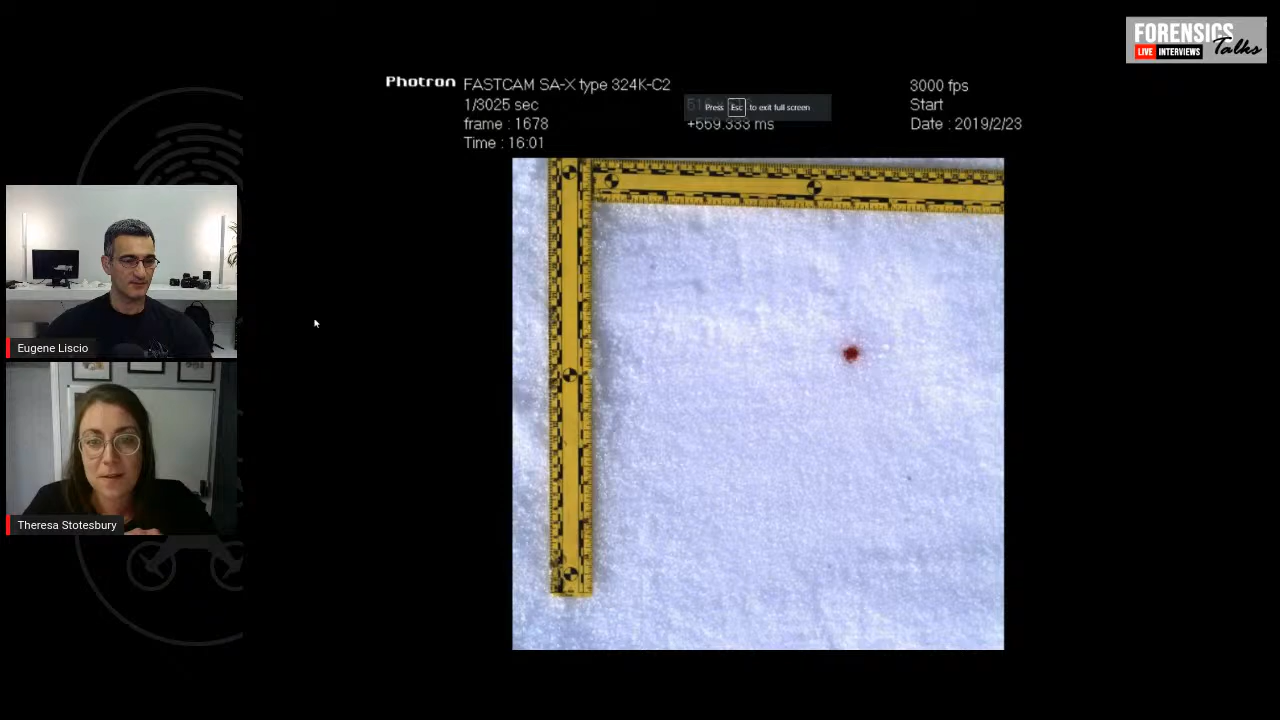 FORENSICS
LIVE INTERVIEWS Talks
Photron FASTCAM SA-X type 324K-C2
1/3025 sec
frame : 1678
Time : 16:01
Press Esc to exit full screen
+559.333 ms
3000 fps
Start
Date : 2019/2/23
Eugene Liscio
Theresa Stotesbury